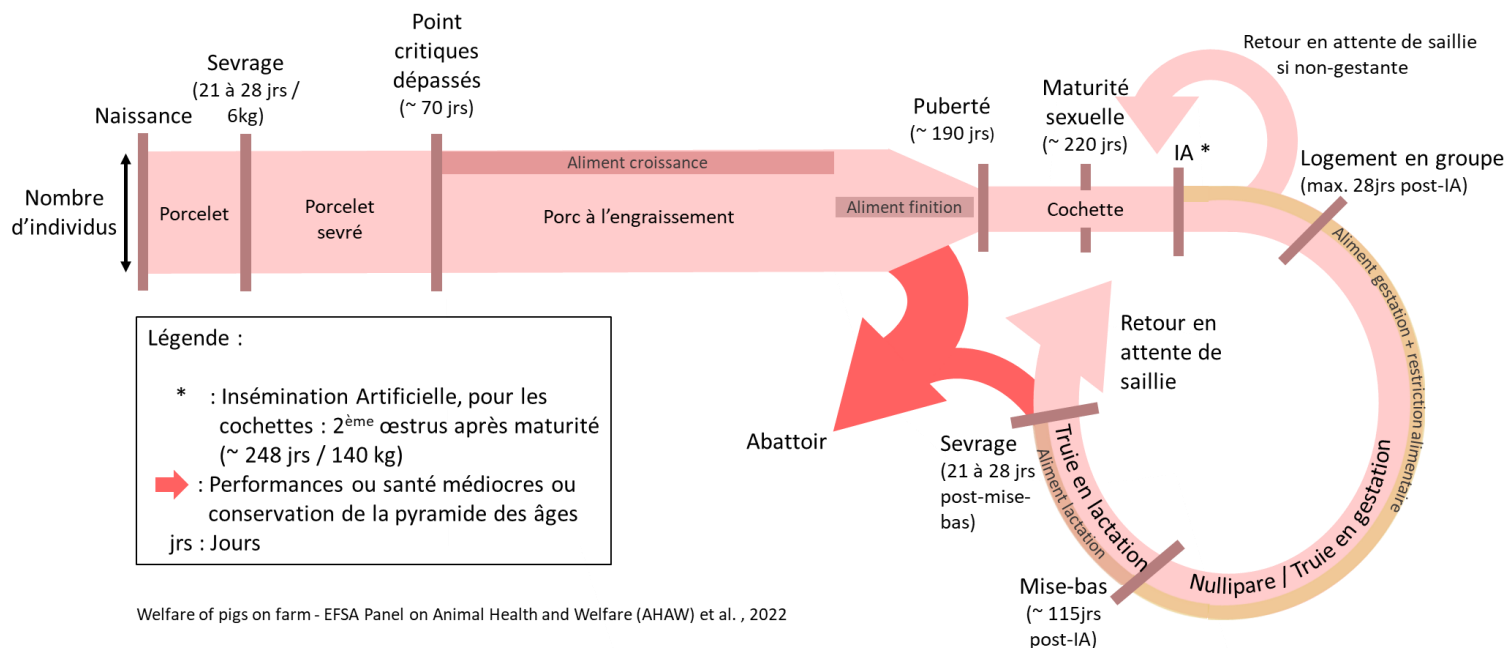 Naissance
Sevrage
(21 à 28 jrs /
6kg)
Point
critiques
dépassés
(~ 70 jrs)
Puberté
(~ 190 jrs)
Maturité
sexuelle
(~ 220 jrs)
IA *
Retour en attente de saillie
si non-gestante
Logement en groupe
(max. 28jrs post-IA)
Nombre
d'individus
Porcelet
Porcelet
sevré
Aliment croissance
Porc à l'engraissement
Aliment finition
Cochette
Aliment gestation + restriction alimentaire
Nullipare / Truie en gestation
Mise-bas
(~ 115jrs
post-IA)
Truie en lactation
Aliment lactation
Sevrage
(21 à 28 jrs
post-mise-
bas)
Retour en
attente de
saillie
Abattoir
Légende :
* : Insémination Artificielle, pour les
cochettes : 2ème œstrus après maturité
(~ 248 jrs / 140 kg)
: Performances ou santé médiocres ou
conservation de la pyramide des âges
jrs : Jours
Welfare of pigs on farm - EFSA Panel on Animal Health and Welfare (AHAW) et al. , 2022